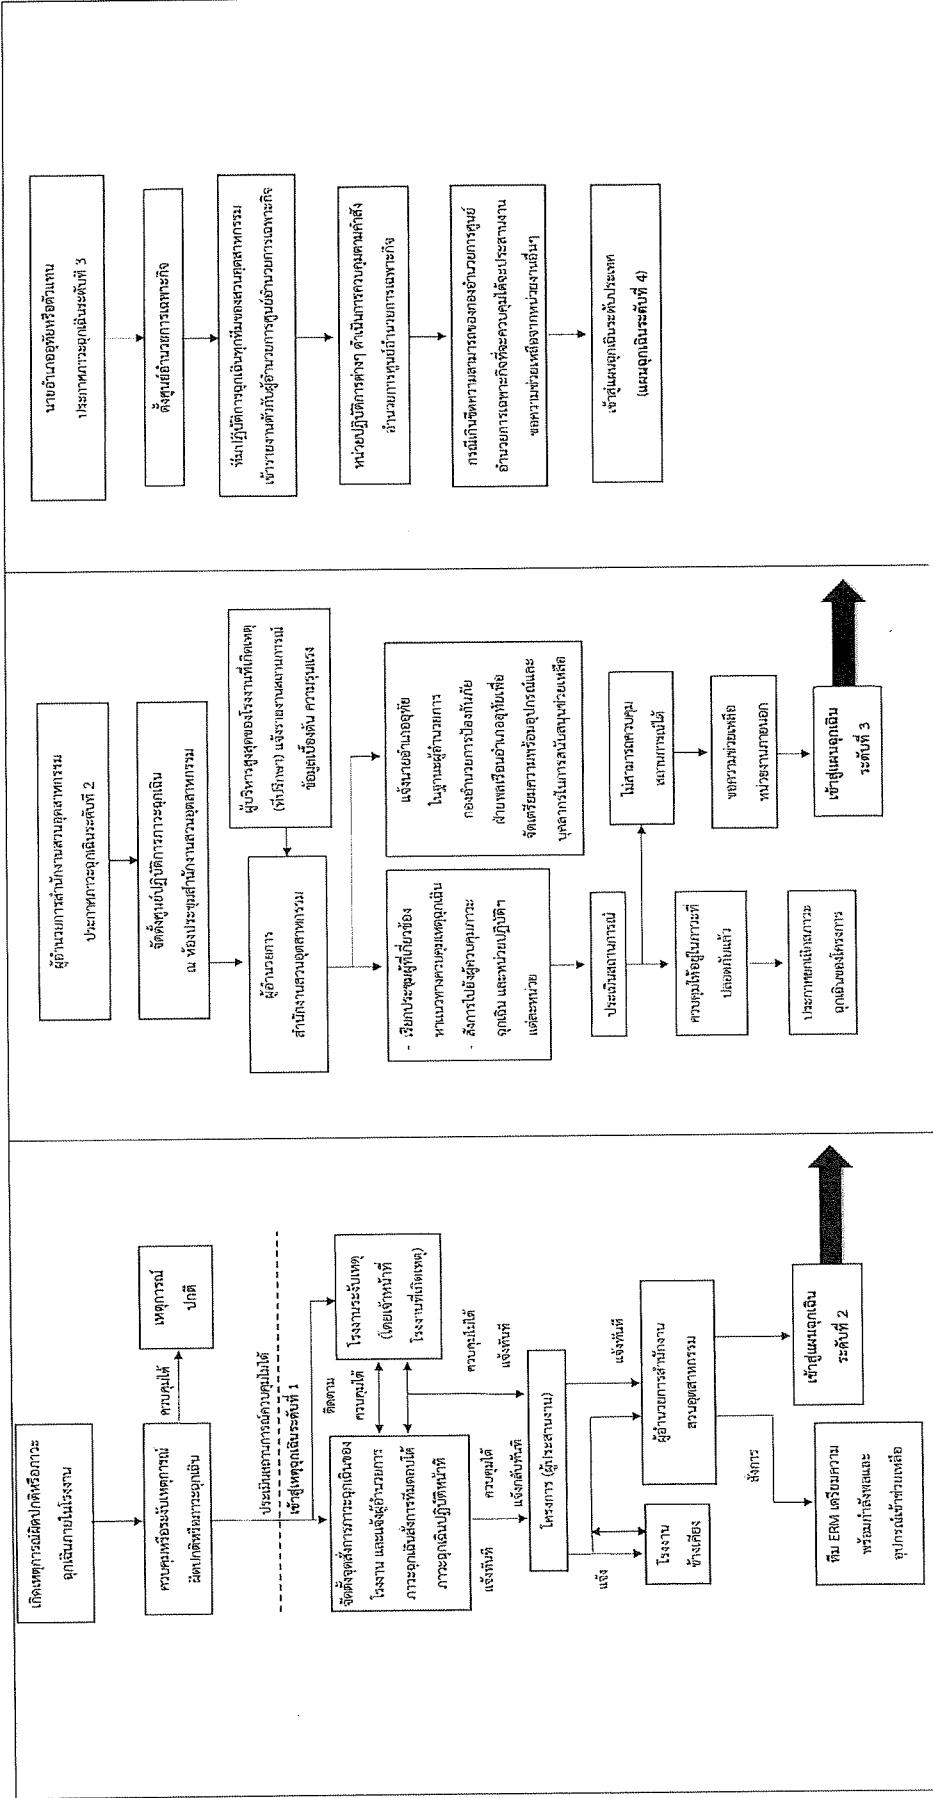 เกิดเหตุการณ์ผิดปกติหรือภาวะ
ฉุกเฉินภายในโรงงาน
ควบคุมหรือระงับเหตุการณ์
ผิดปกติหรือภาวะฉุกเฉิน
ควบคุมได้
เหตุการณ์
ปกติ
ประเมินสถานการณ์ควบคุมไม่ได้
เข้าสู่เหตุฉุกเฉินระดับที่ 1
จัดตั้งจุดสั่งการภาวะฉุกเฉินของ
โรงงาน และแจ้งผู้อำนวยการ
ภาวะฉุกเฉินสั่งการทีมตอบโต้
ภาวะฉุกเฉินปฏิบัติหน้าที่
ติดตาม
ควบคุมได้
โรงงานระงับเหตุ
(โดยเจ้าหน้าที่
โรงงานที่เกิดเหตุ)
แจ้งทันที
ควบคุมได้
แจ้งกลับทันที
ควบคุมไม่ได้
แจ้งทันที
โครงการ (ผู้ประสานงาน)
แจ้ง
แจ้งทันที
โรงงาน
ข้างเคียง
ผู้อำนวยการสำนักงาน
สวนอุตสาหกรรม
สั่งการ
ทีม ERM เตรียมความ
พร้อมกำลังพลและ
อุปกรณ์เข้าช่วยเหลือ
เข้าสู่แผนฉุกเฉิน
ระดับที่ 2
ผู้อำนวยการสำนักงานสวนอุตสาหกรรม
ประกาศภาวะฉุกเฉินระดับที่ 2
จัดตั้งศูนย์ปฏิบัติการภาวะฉุกเฉิน
ณ ห้องประชุมสำนักงานสวนอุตสาหกรรม
ผู้อำนวยการ
สำนักงานสวนอุตสาหกรรม
ผู้บริหารสูงสุดของโรงงานที่เกิดเหตุ
(ที่ปรึกษา) แจ้งรายงานสถานการณ์
ข้อมูลเบื้องต้น ความรุนแรง
- เรียกประชุมผู้ที่เกี่ยวข้อง
หาแนวทางควบคุมเหตุฉุกเฉิน
- สั่งการไปยังผู้ควบคุมภาวะ
ฉุกเฉิน และหน่วยปฏิบัติฯ
แต่ละหน่วย
แจ้งนายอำเภออุทัย
ในฐานะผู้อำนวยการ
กองอำนวยการป้องกันภัย
ฝ่ายพลเรือนอำเภออุทัยเพื่อ
จัดเตรียมความพร้อมอุปกรณ์และ
บุคลากรในการสนับสนุนช่วยเหลือ
ประเมินสถานการณ์
ควบคุมให้อยู่ในภาวะที่
ปลอดภัยแล้ว
ประกาศยกเลิกสภาวะ
ฉุกเฉินของโครงการ
ไม่สามารถควบคุม
สถานการณ์ได้
ขอความช่วยเหลือ
หน่วยงานภายนอก
เข้าสู่แผนฉุกเฉิน
ระดับที่ 3
นายอำเภออุทัยหรือตัวแทน
ประกาศภาวะฉุกเฉินระดับที่ 3
ตั้งศูนย์อำนวยการเฉพาะกิจ
ทีมปฏิบัติการฉุกเฉินทุกทีมของสวนอุตสาหกรรม
เข้ารายงานตัวกับผู้อำนวยการศูนย์อำนวยการเฉพาะกิจ
หน่วยปฏิบัติการต่างๆ ดำเนินการควบคุมตามคำสั่ง
อำนวยการศูนย์อำนวยการเฉพาะกิจ
กรณีเกินขีดความสามารถของกองอำนวยการศูนย์
อำนวยการเฉพาะกิจที่จะควบคุมได้จะประสานงาน
ขอความช่วยเหลือจากหน่วยงานอื่นๆ
เข้าสู่แผนฉุกเฉินระดับประเทศ
(แผนฉุกเฉินระดับที่ 4)